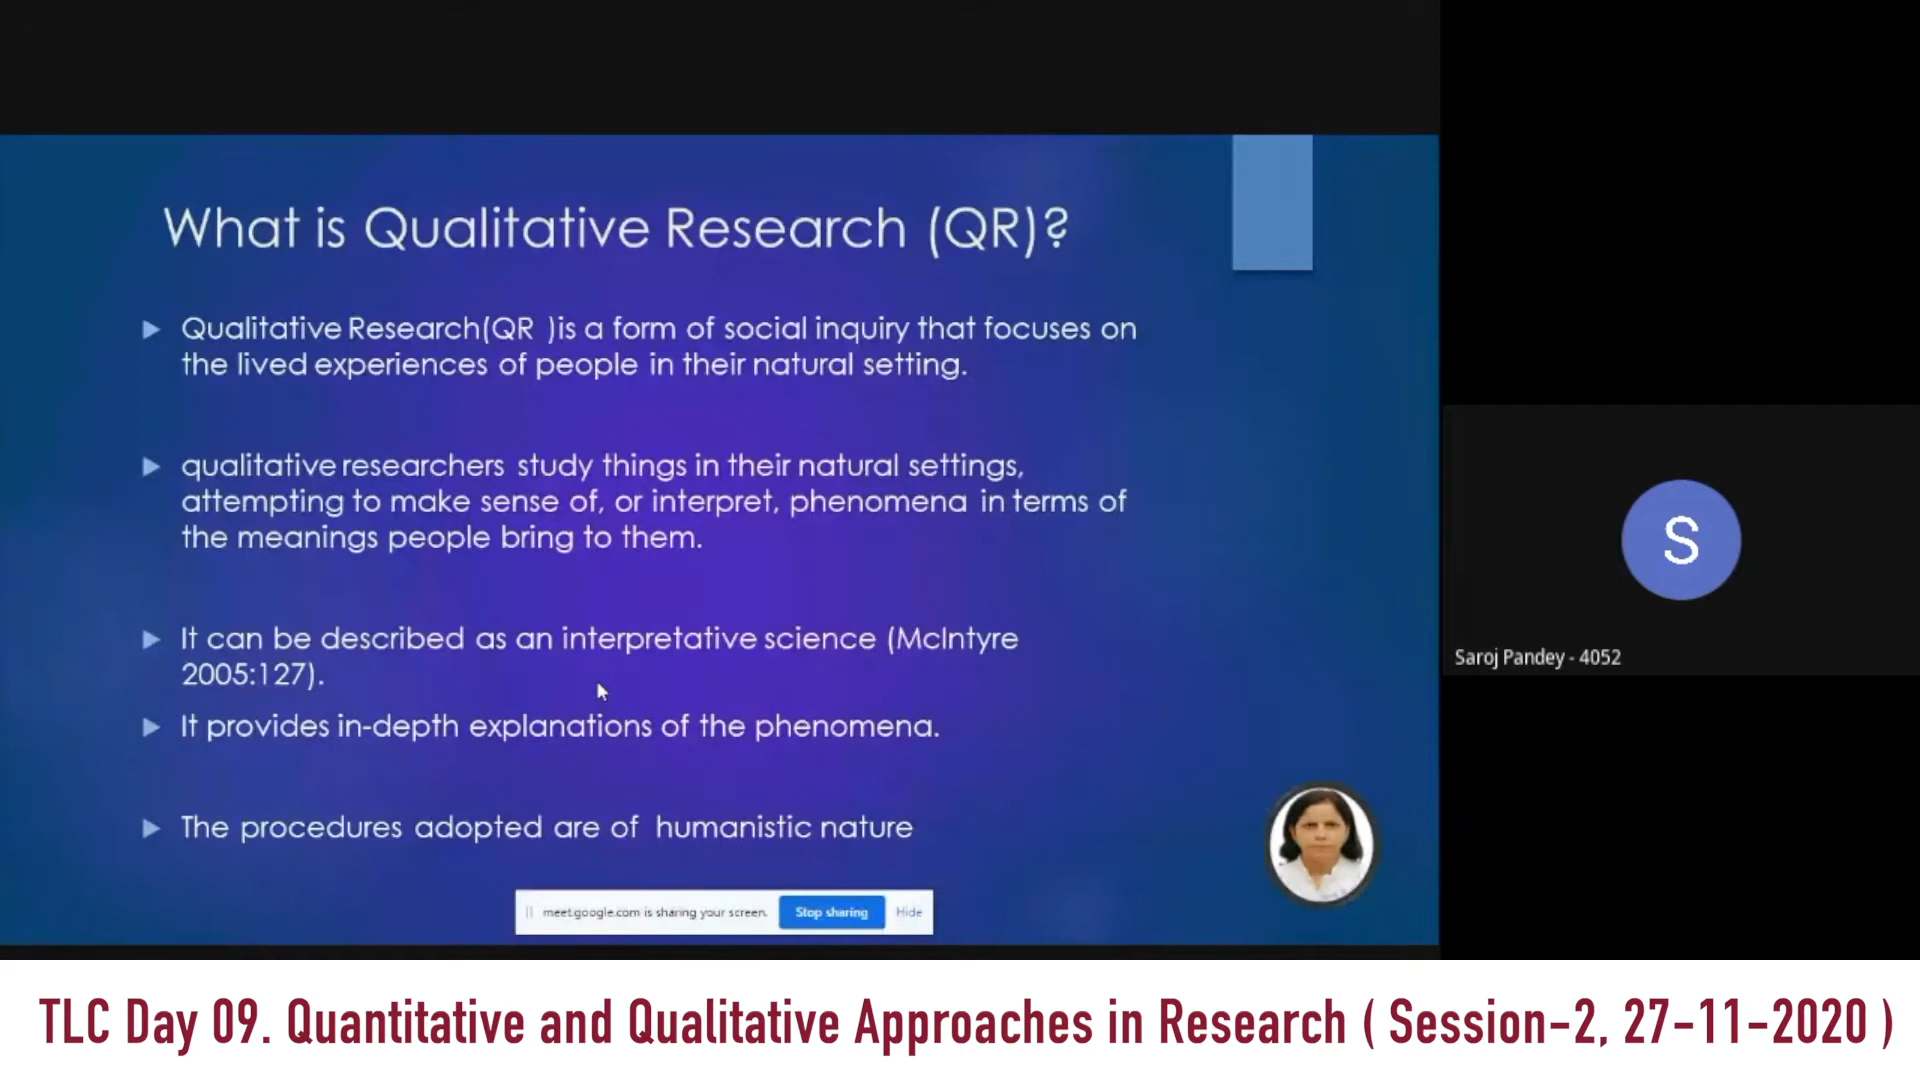 What is Qualitative Research (QR)?
Qualitative Research(QR )is a form of social inquiry that focuses on
the lived experiences of people in their natural setting.
qualitative researchers study things in their natural settings,
attempting to make sense of, or interpret, phenomena in terms of
the meanings people bring to them.
It can be described as an interpretative science (McIntyre
2005:127).
It provides in-depth explanations of the phenomena.
The procedures adopted are of humanistic nature
meet.google.com is sharing your screen. Stop sharing Hide
S
Saroj Pandey - 4052
TLC Day 09. Quantitative and Qualitative Approaches in Research ( Session-2, 27-11-2020 )